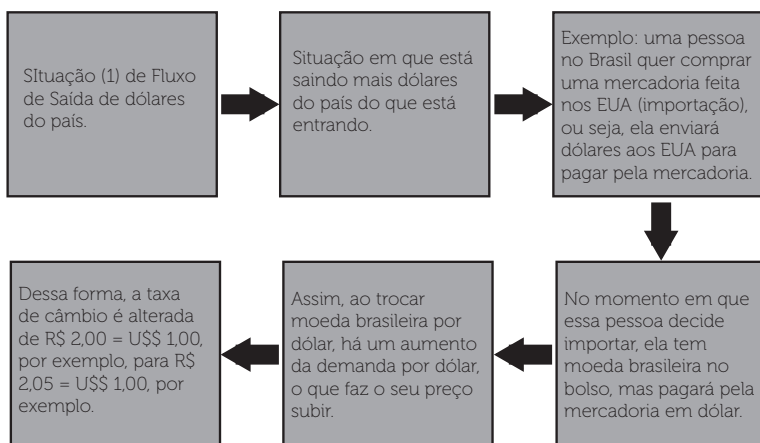 SItuação (1) de Fluxo
de Saída de dólares
do país.
Situação em que está
saindo mais dólares
do país do que está
entrando.
Exemplo: uma pessoa
no Brasil quer comprar
uma mercadoria feita
nos EUA (importação),
ou seja, ela enviará
dólares aos EUA para
pagar pela mercadoria.
No momento em que
essa pessoa decide
importar, ela tem
moeda brasileira no
bolso, mas pagará pela
mercadoria em dólar.
Assim, ao trocar
moeda brasileira por
dólar, há um aumento
da demanda por dólar,
o que faz o seu preço
subir.
Dessa forma, a taxa
de câmbio é alterada
de R$ 2,00 = U$$ 1,00,
por exemplo, para R$
2,05 = U$$ 1,00, por
exemplo.